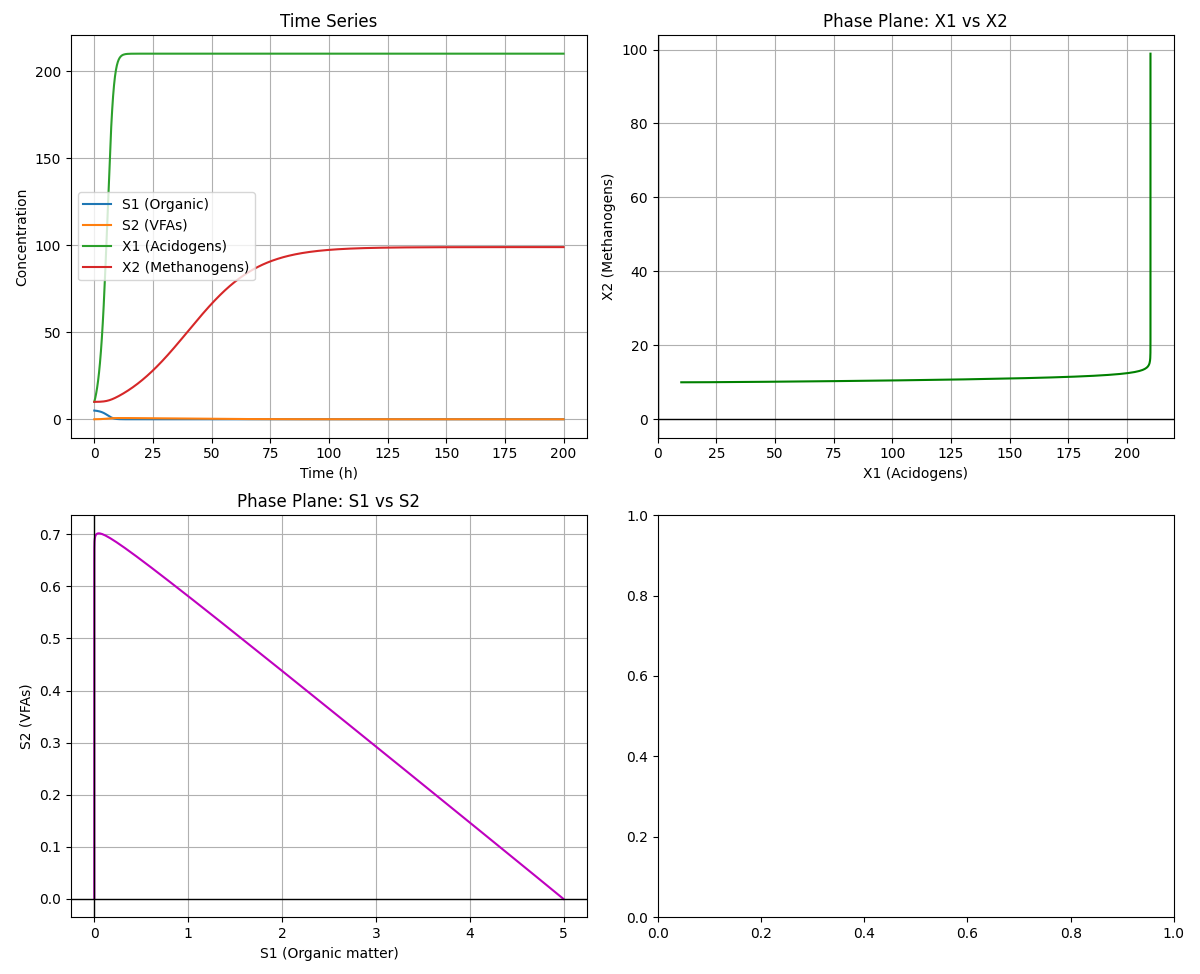 Time Series
Concentration
200
150
100
50
0
S1 (Organic)
S2 (VFAs)
X1 (Acidogens)
X2 (Methanogens)
0 25 50 75 100 125 150 175 200
Time (h)
Phase Plane: X1 vs X2
X2 (Methanogens)
100
80
60
40
20
0
0 25 50 75 100 125 150 175 200
X1 (Acidogens)
Phase Plane: S1 vs S2
S2 (VFAs)
0.7
0.6
0.5
0.4
0.3
0.2
0.1
0.0
0 1 2 3 4 5
S1 (Organic matter)
1.0
0.8
0.6
0.4
0.2
0.0
0.0 0.2 0.4 0.6 0.8 1.0